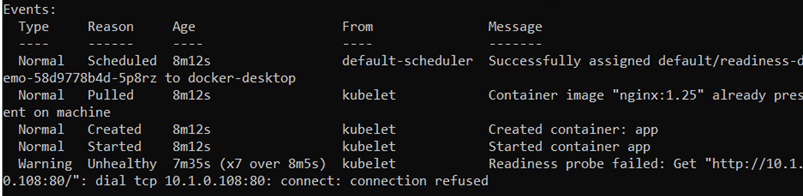 Events:
Type Reason Age From Message
---- ------ ---- ---- -------
Normal Scheduled 8m12s default-scheduler Successfully assigned default/readiness-d
emo-58d9778b4d-5p8rz to docker-desktop
Normal Pulled 8m12s kubelet Container image "nginx:1.25" already pres
ent on machine
Normal Created 8m12s kubelet Created container: app
Normal Started 8m12s kubelet Started container app
Warning Unhealthy 7m35s (x7 over 8m5s) kubelet Readiness probe failed: Get "http://10.1.
0.108:80/": dial tcp 10.1.0.108:80: connect: connection refused